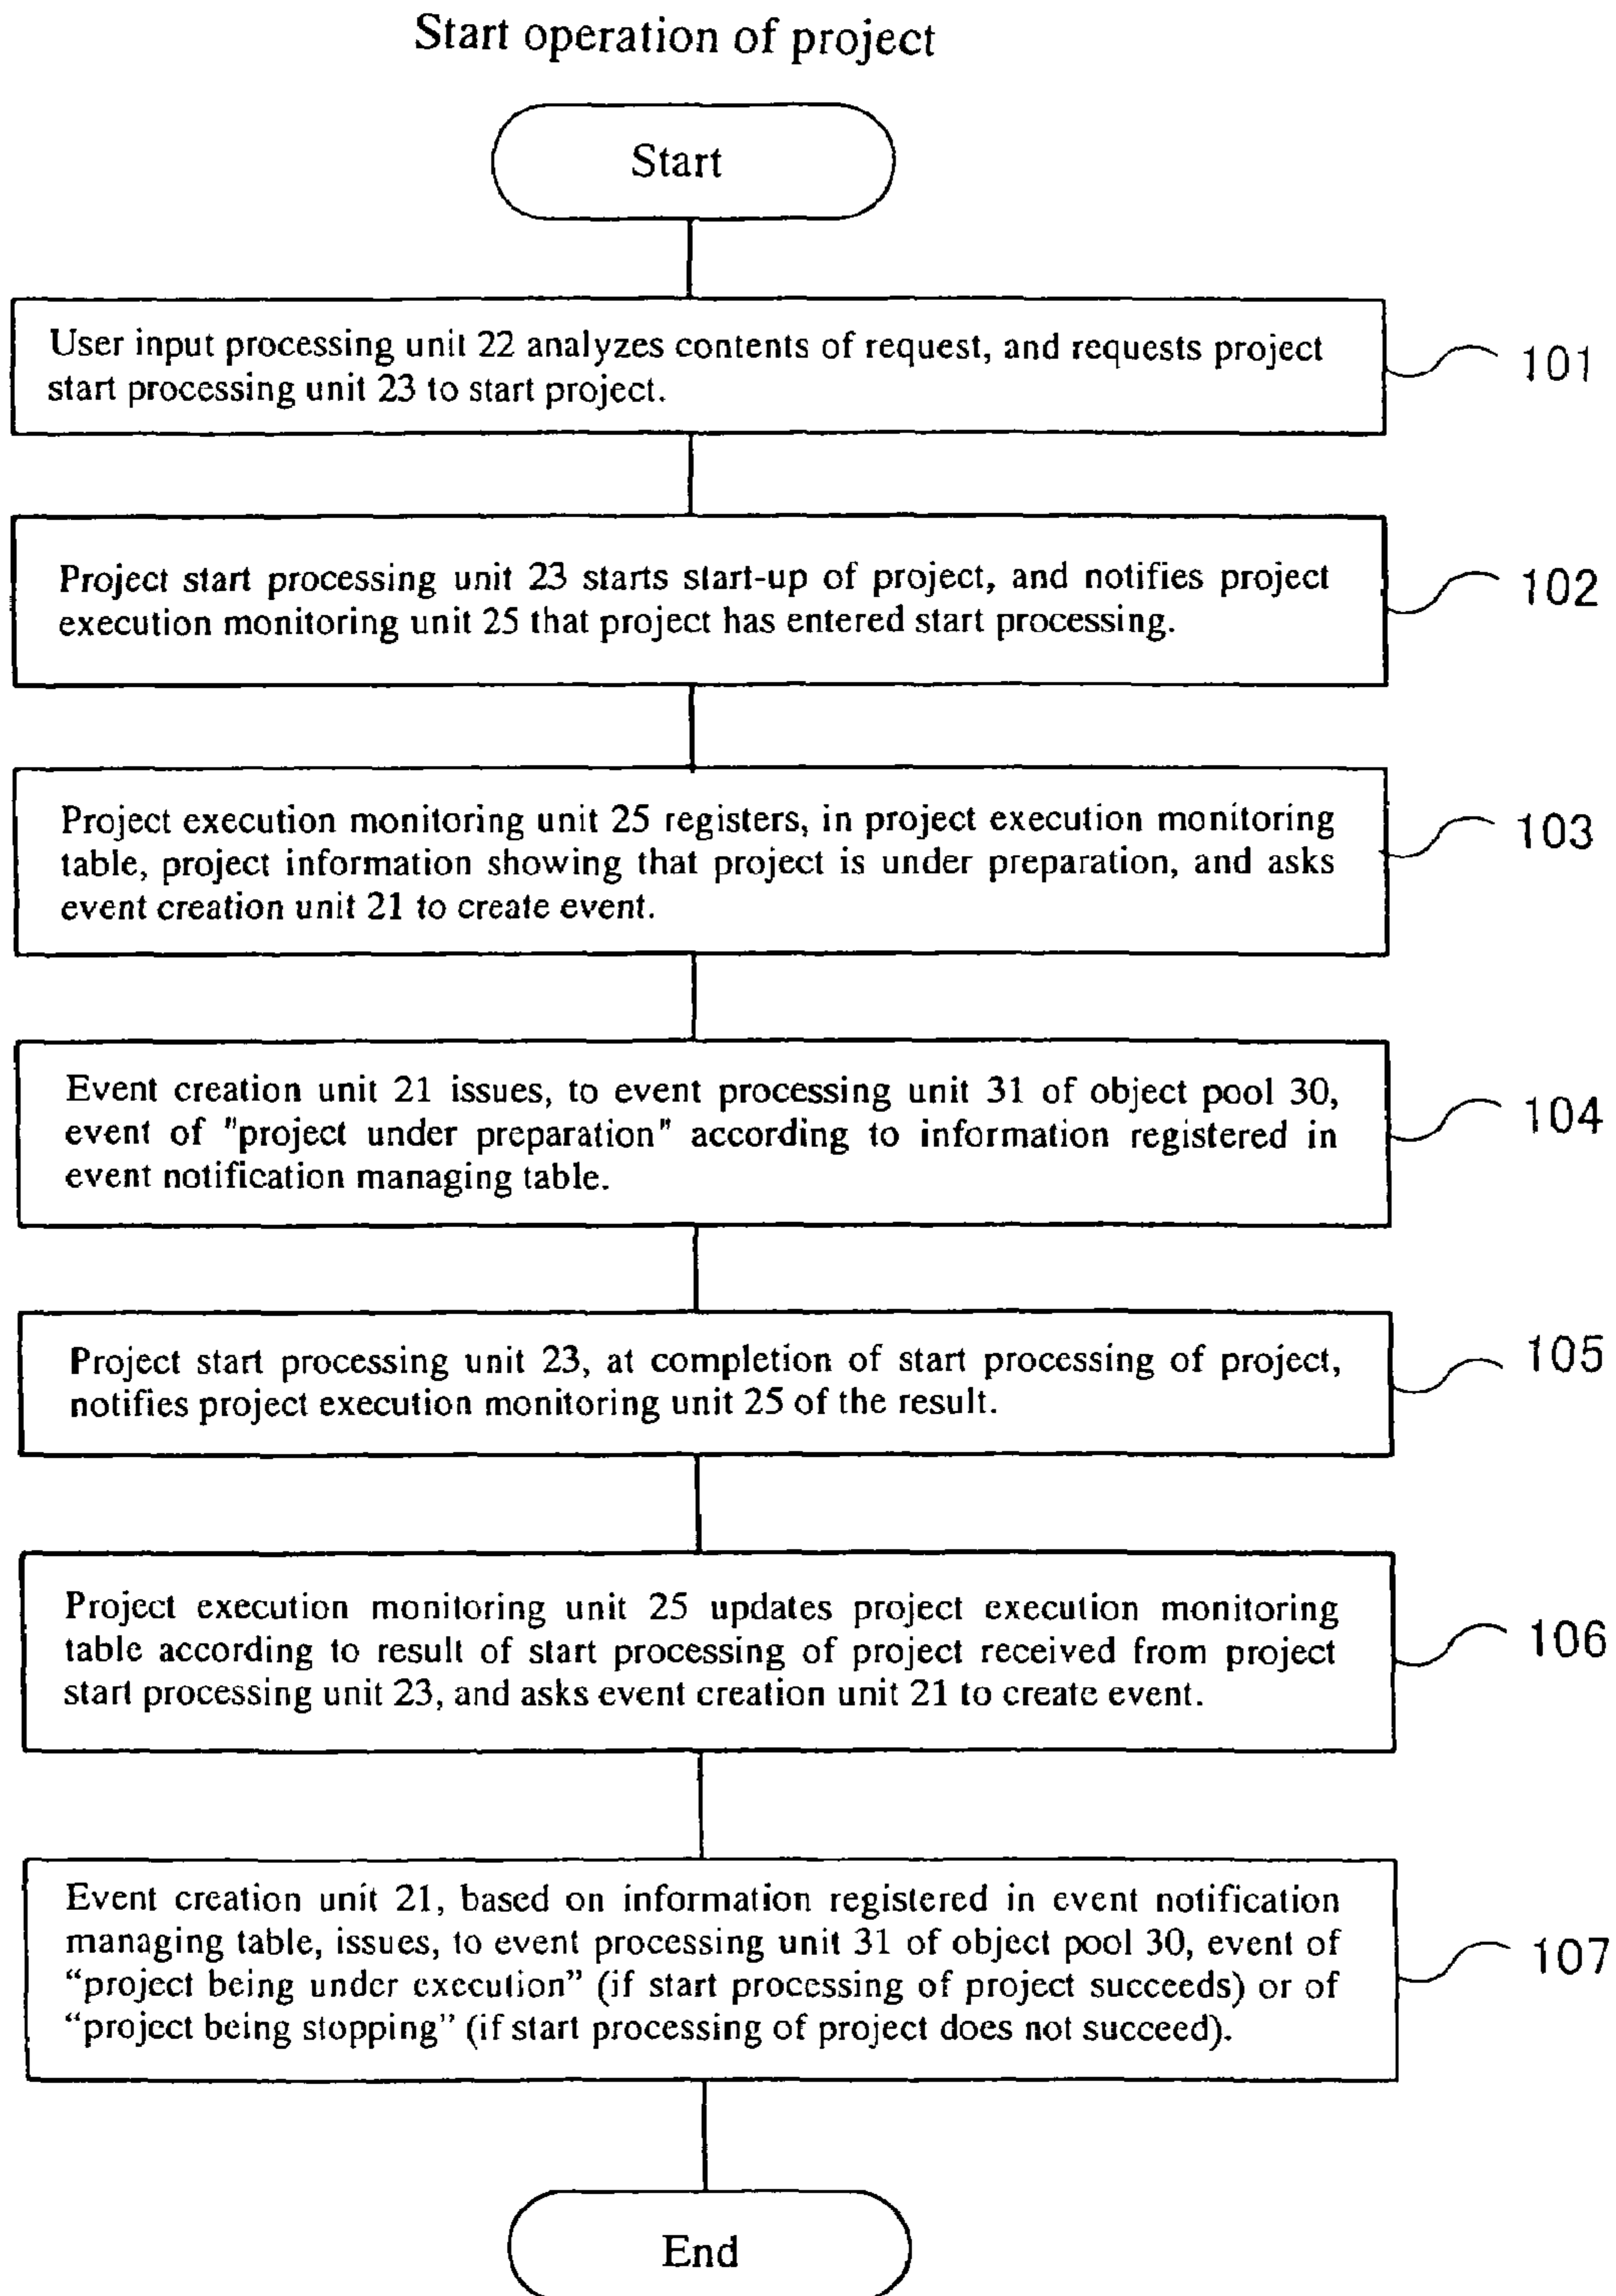 Start operation of project
Start
User input processing unit 22 analyzes contents of request, and requests project
start processing unit 23 to start project.
101
Project start processing unit 23 starts start-up of project, and notifies project
execution monitoring unit 25 that project has entered start processing.
102
Project execution monitoring unit 25 registers, in project execution monitoring
table, project information showing that project is under preparation, and asks
event creation unit 21 to create event.
103
Event creation unit 21 issues, to event processing unit 31 of object pool 30,
event of "project under preparation" according to information registered in
event notification managing table.
104
Project start processing unit 23, at completion of start processing of project,
notifies project execution monitoring unit 25 of the result.
105
Project execution monitoring unit 25 updates project execution monitoring
table according to result of start processing of project received from project
start processing unit 23, and asks event creation unit 21 to create event.
106
Event creation unit 21, based on information registered in event notification
managing table, issues, to event processing unit 31 of object pool 30, event of
“project being under execution” (if start processing of project succeeds) or of
“project being stopping” (if start processing of project does not succeed).
107
End